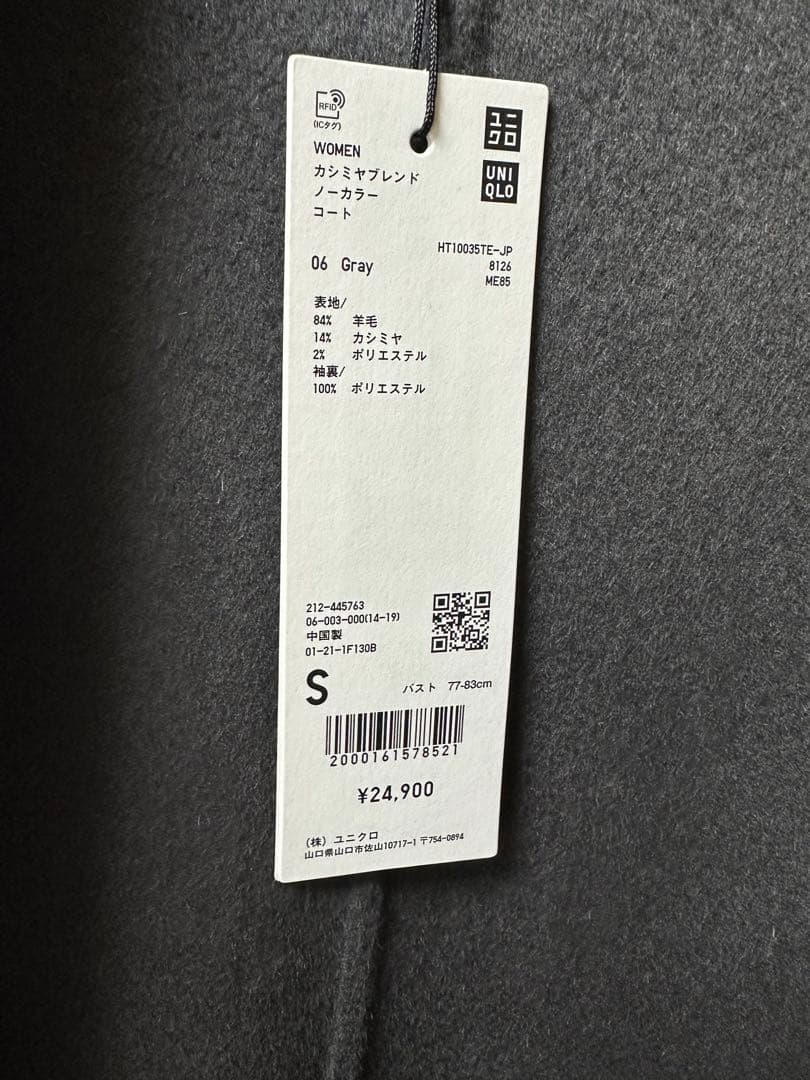 RFID
(ICタグ)
ユニ
クロ
UNI
QLO
WOMEN
カシミヤブレンド
ノーカラー
コート
HT10035TE-JP
06 Gray
8126
ME85
表地/
84% 羊毛
14% カシミヤ
2% ポリエステル
袖裏/
100% ポリエステル
212-445763
06-003-000(14-19)
中国製
01-21-1F130B
S バスト 77-83cm
2000161578521
¥24,900
(株) ユニクロ
山口県山口市佐山10717-1 〒754-0894